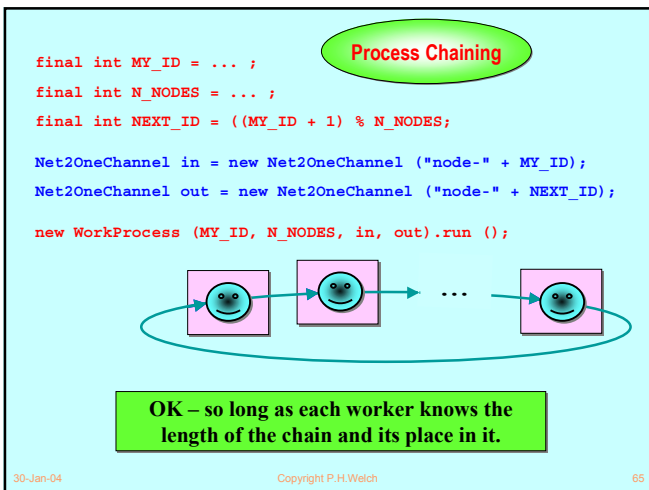 Process Chaining
final int MY_ID = ... ;
final int N_NODES = ... ;
final int NEXT_ID = ((MY_ID + 1) % N_NODES;
Net2OneChannel in = new Net2OneChannel ("node-" + MY_ID);
Net2OneChannel out = new Net2OneChannel ("node-" + NEXT_ID);
new WorkProcess (MY_ID, N_NODES, in, out).run ();
...
OK – so long as each worker knows the
length of the chain and its place in it.
30-Jan-04 Copyright P.H.Welch 65